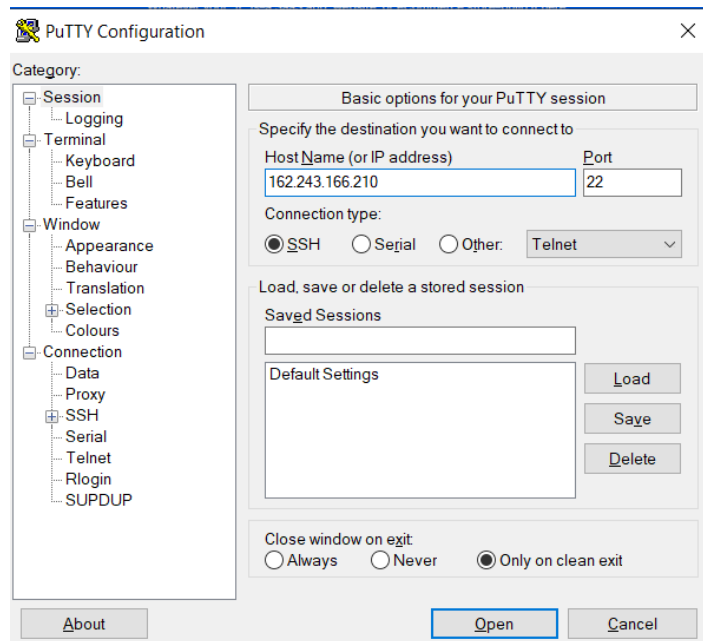 PuTTY Configuration
Category:
Session
Logging
Terminal
Keyboard
Bell
Features
Window
Appearance
Behaviour
Translation
Selection
Colours
Connection
Data
Proxy
SSH
Serial
Telnet
Rlogin
SUPDUP
Basic options for your PuTTY session
Specify the destination you want to connect to
Host Name (or IP address) Port
162.243.166.210 22
Connection type:
SSH Serial Other: Telnet
Load, save or delete a stored session
Saved Sessions
Default Settings
Load
Save
Delete
Close window on exit:
Always Never Only on clean exit
About Open Cancel